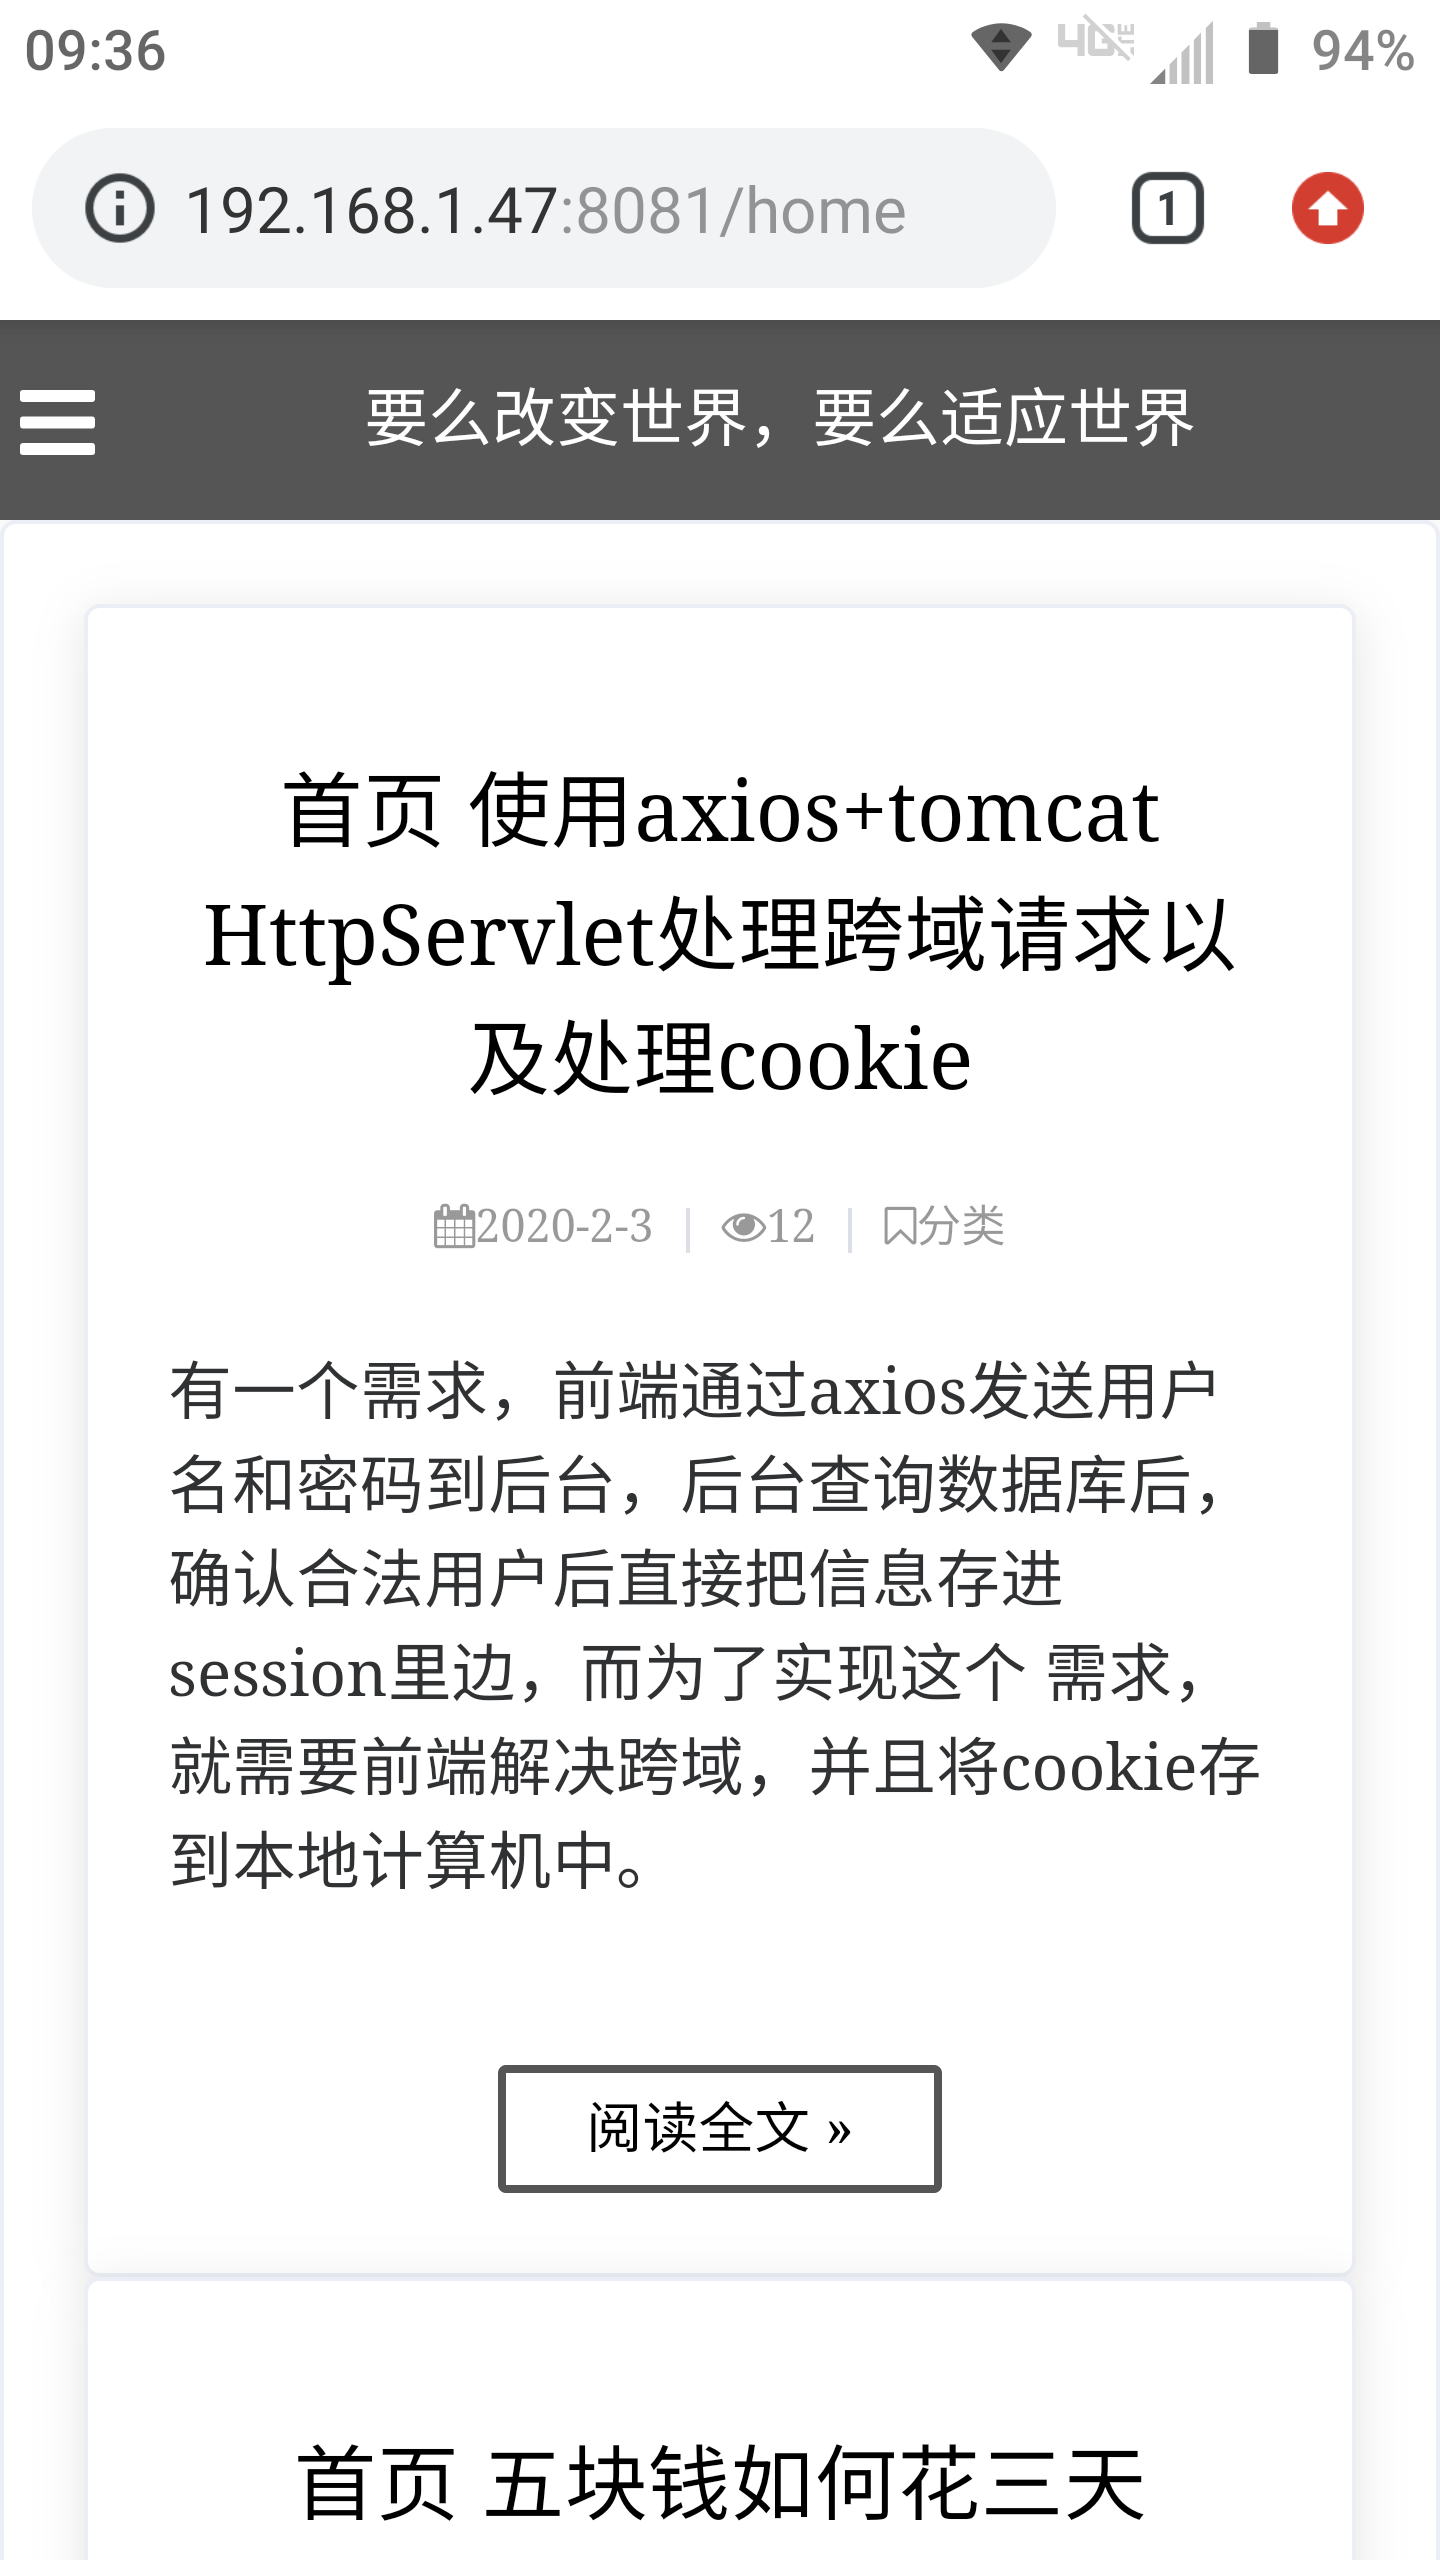 09:36
4G LTE
94%
192.168.1.47:8081/home
1
要么改变世界，要么适应世界
首页 使用axios+tomcat
HttpServlet处理跨域请求以
及处理cookie
2020-2-3 | 12 | 分类
有一个需求，前端通过axios发送用户
名和密码到后台，后台查询数据库后，
确认合法用户后直接把信息存进
session里边，而为了实现这个 需求，
就需要前端解决跨域，并且将cookie存
到本地计算机中。
阅读全文 »
首页 五块钱如何花三天